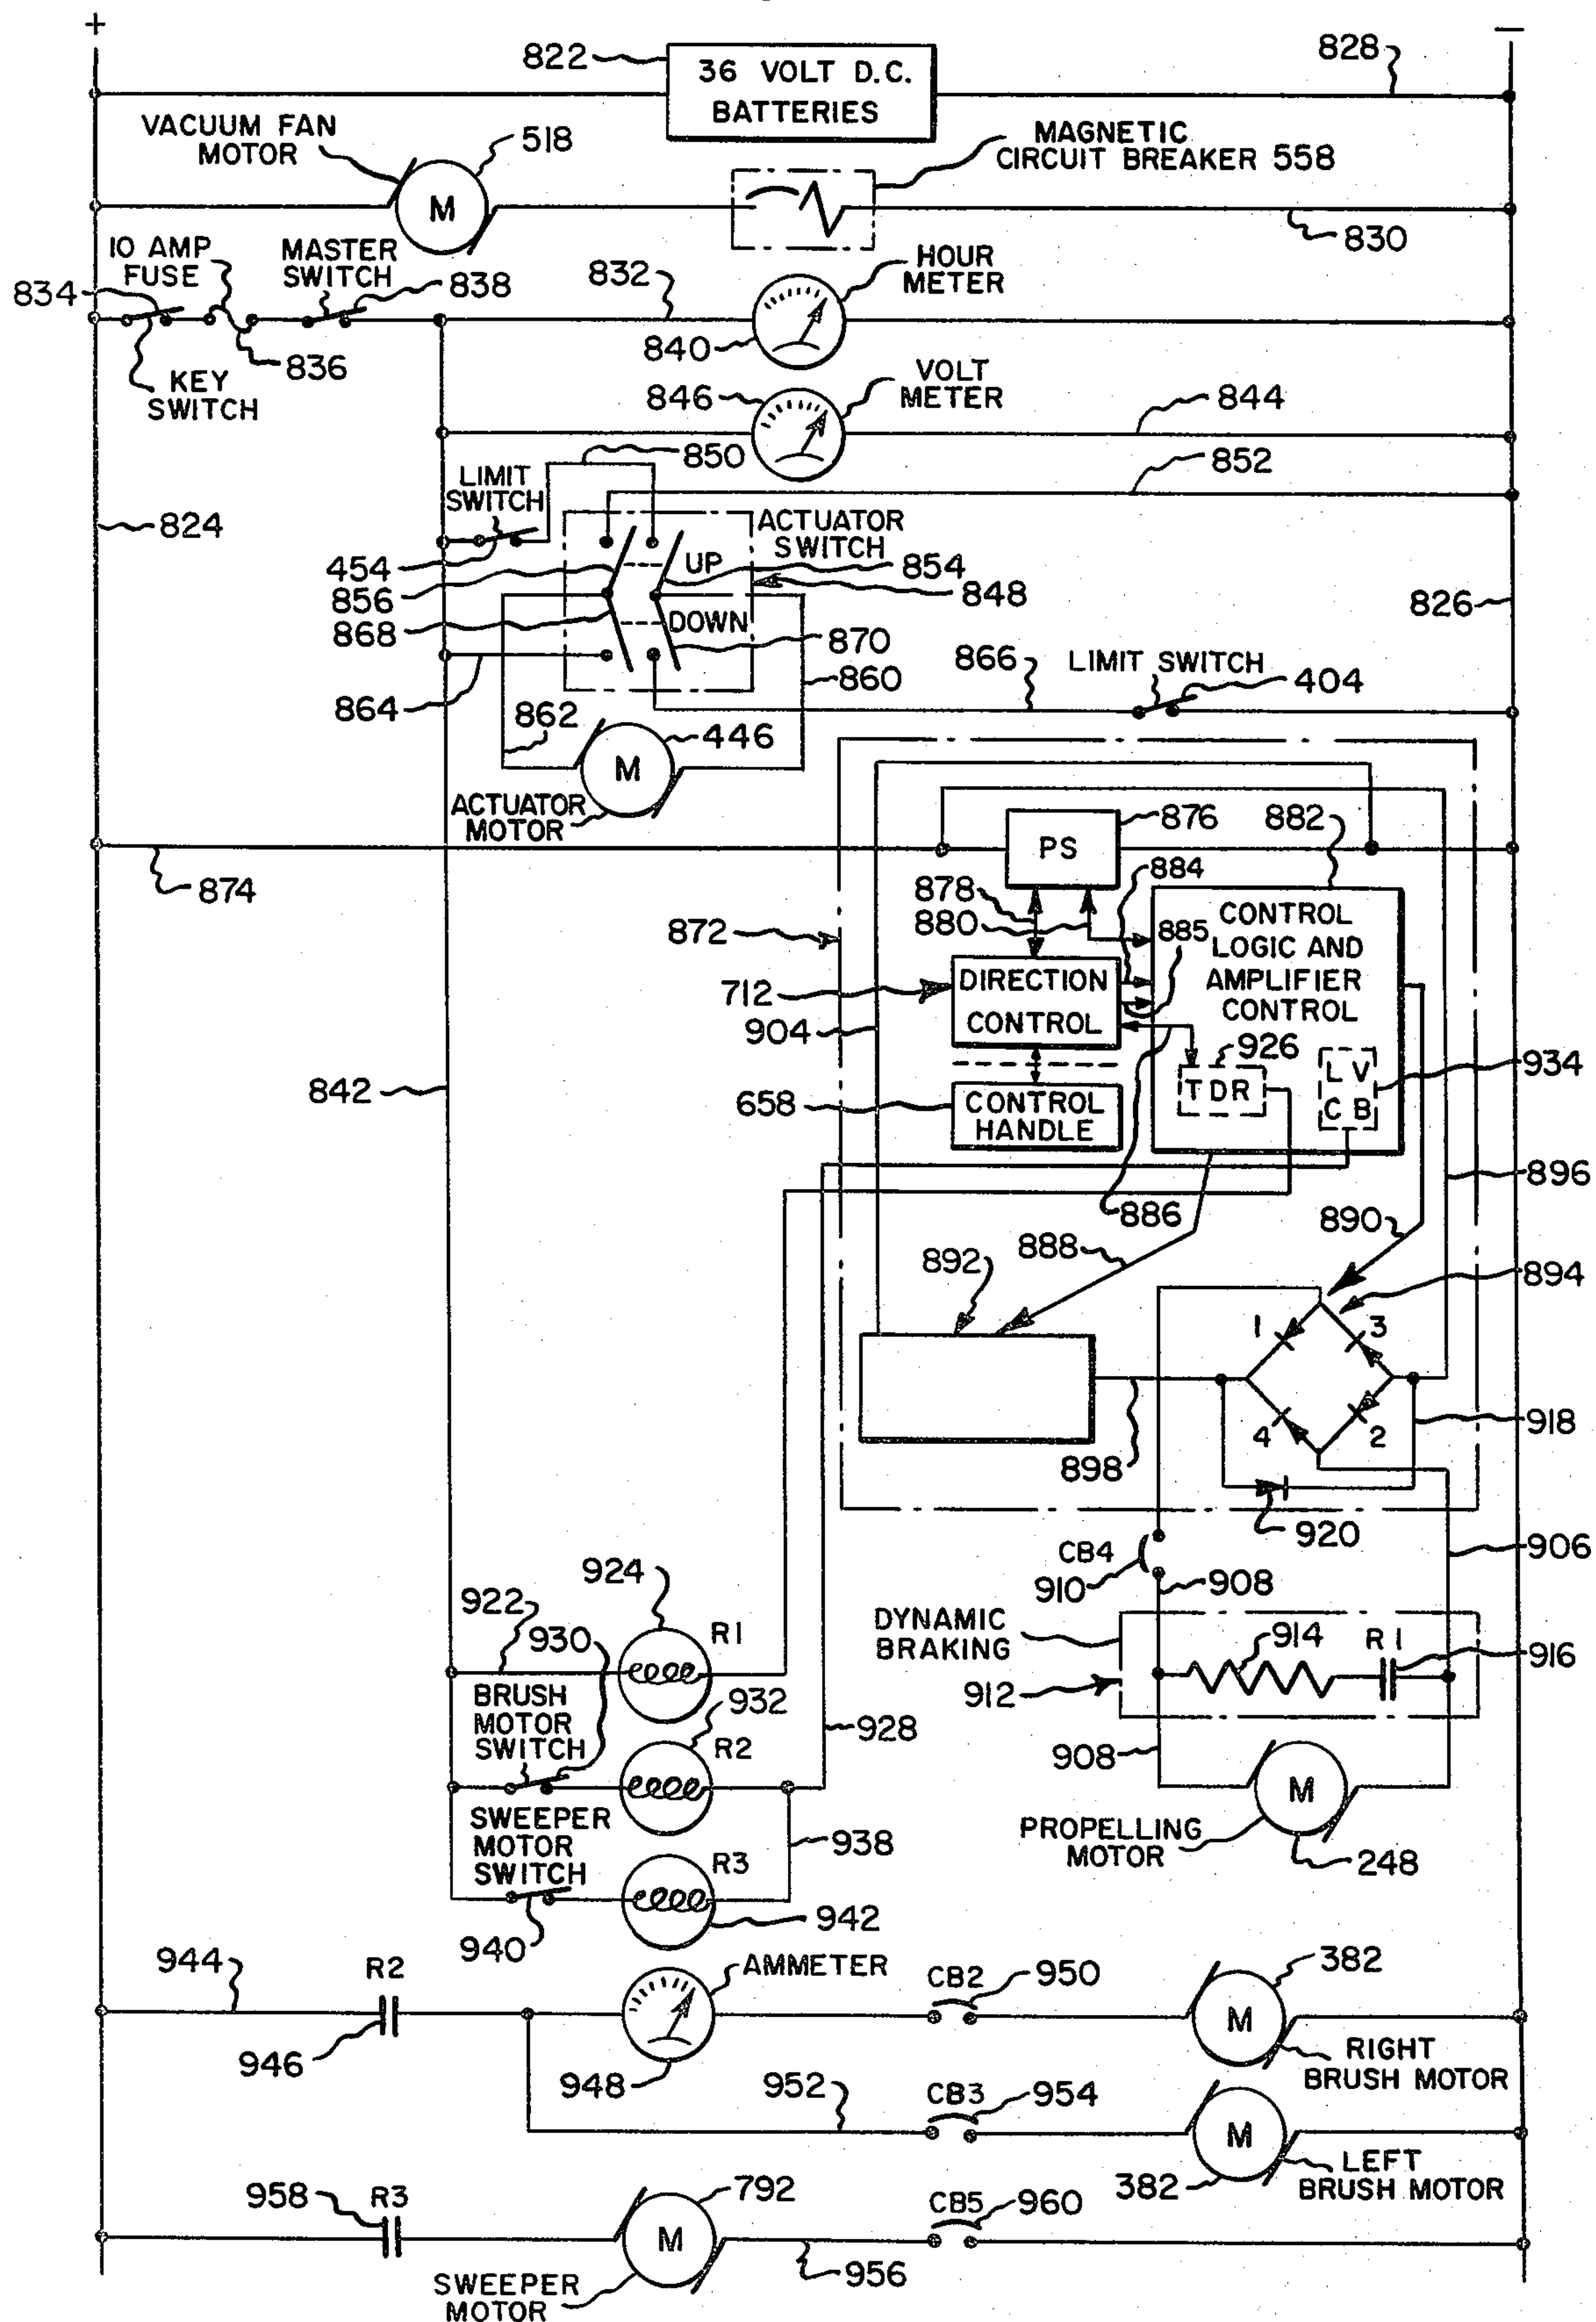 +
—
822
36 VOLT D.C.
BATTERIES
828
VACUUM FAN
MOTOR
518
M
MAGNETIC
CIRCUIT BREAKER 558
830
10 AMP
FUSE
MASTER
SWITCH
834
838
832
HOUR
METER
840
836
KEY
SWITCH
846
VOLT
METER
844
850
852
LIMIT
SWITCH
824
ACTUATOR
SWITCH
454
UP
854
856
848
826
868
DOWN
870
866
LIMIT SWITCH
404
860
864
862
446
M
ACTUATOR
MOTOR
876
882
PS
874
878
884
880
872
885
CONTROL
LOGIC AND
AMPLIFIER
CONTROL
712
DIRECTION
CONTROL
904
926
934
TDR
LV
CB
842
658
CONTROL
HANDLE
896
886
890
888
892
894
1
3
4
2
918
898
920
906
CB4
910
908
924
922
930
R1
DYNAMIC
BRAKING
914
R1
916
912
BRUSH
MOTOR
SWITCH
932
R2
928
908
M
SWEEPER
MOTOR
SWITCH
938
PROPELLING
MOTOR
248
R3
942
940
944
R2
AMMETER
CB2
950
382
M
946
948
RIGHT
BRUSH MOTOR
952
CB3
954
M
382
LEFT
BRUSH MOTOR
958
R3
792
M
CB5
960
956
SWEEPER
MOTOR